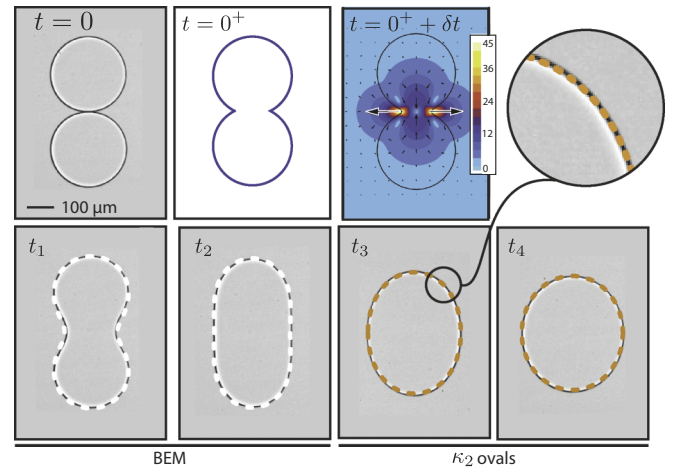 t = 0
t = 0⁺
t = 0⁺ + δt
45
36
24
12
0
100 µm
t₁
t₂
t₃
t₄
BEM
κ₂ ovals